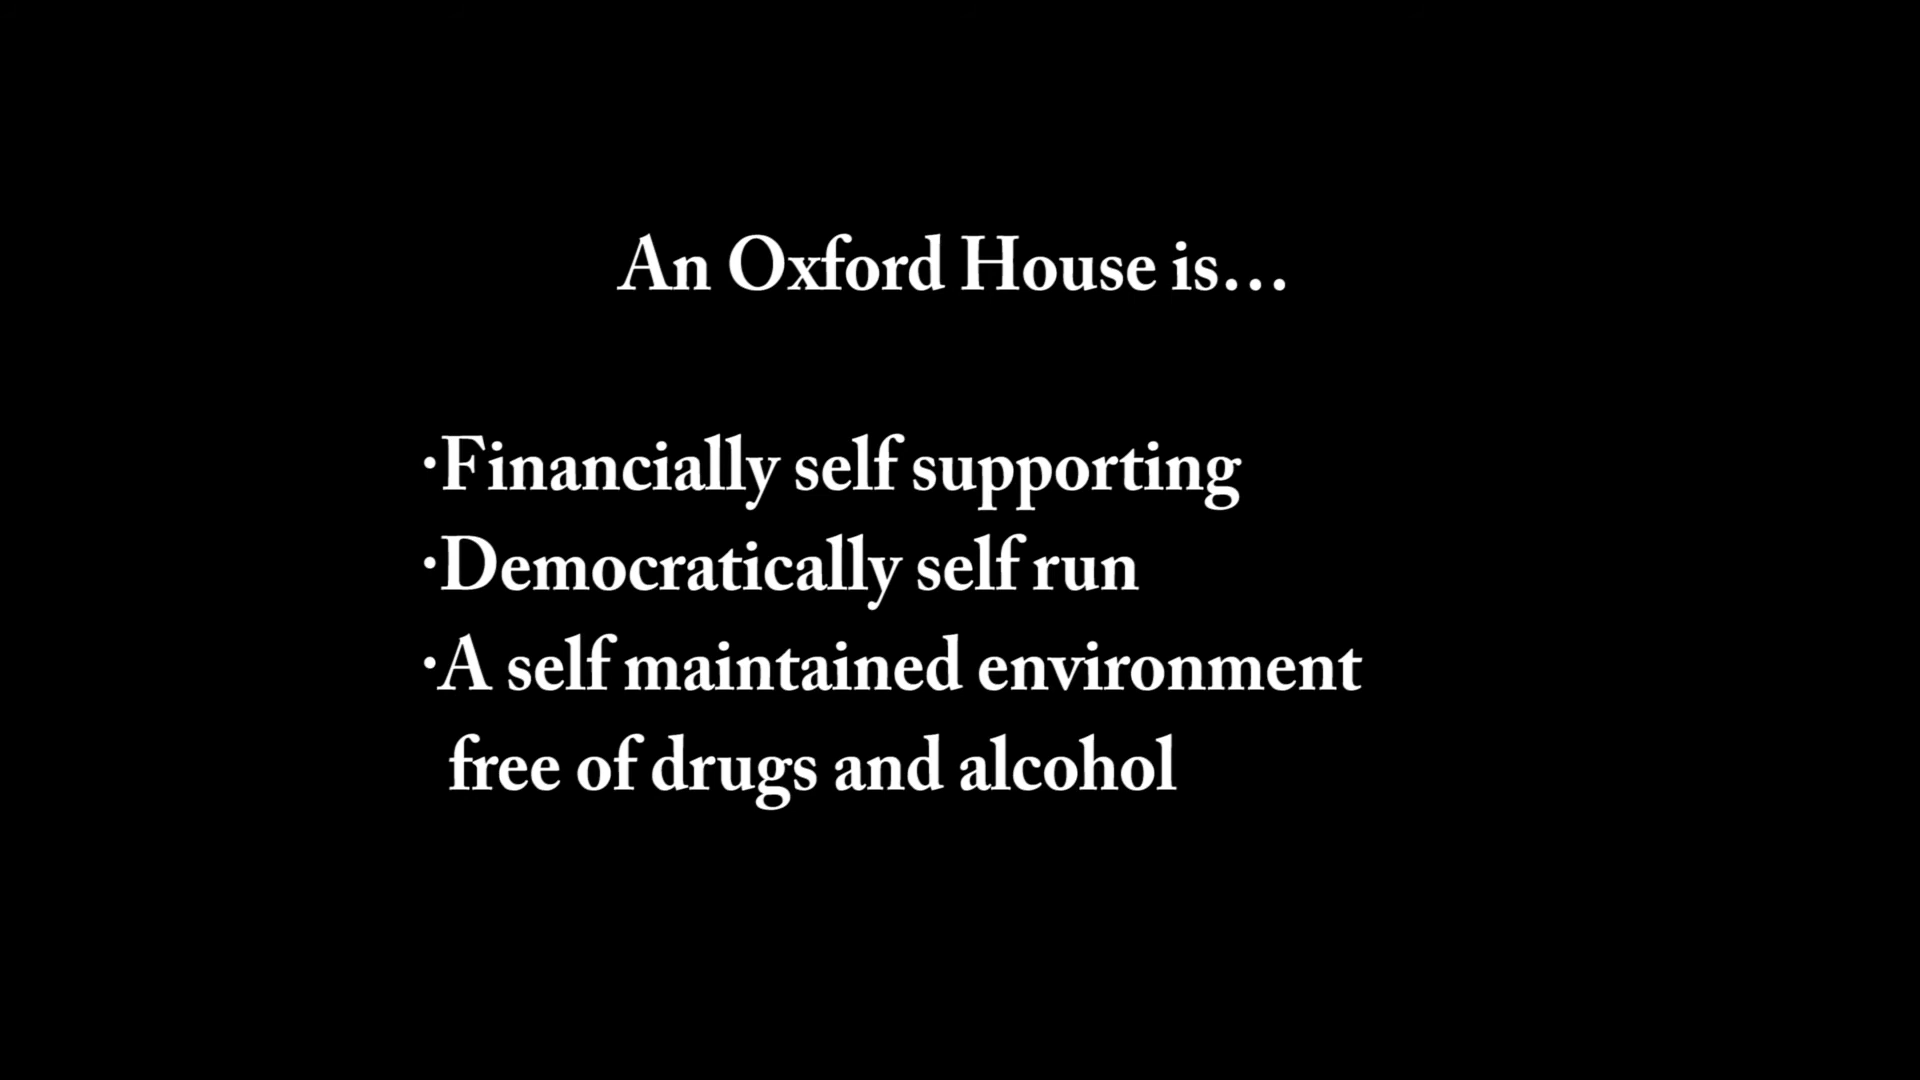 An Oxford House is...
·Financially self supporting
·Democratically self run
·A self maintained environment
free of drugs and alcohol